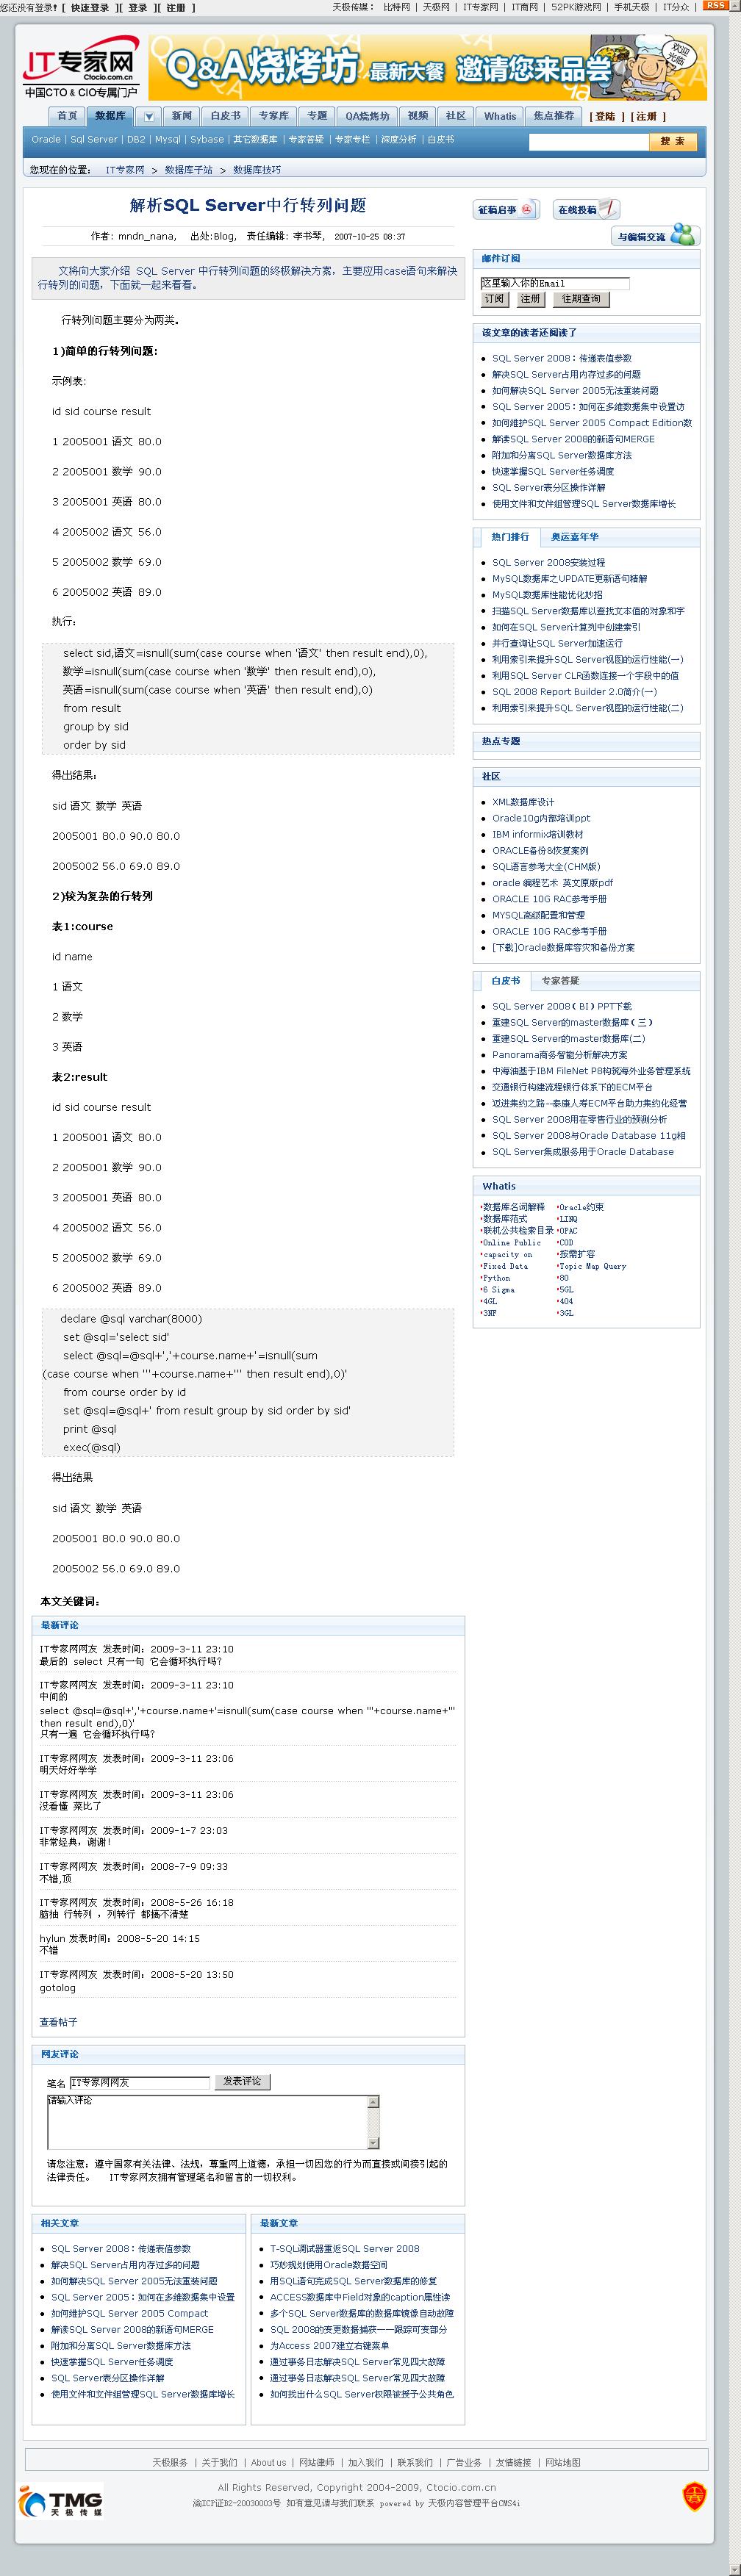 您还没有登录! [ 快速登录 ][ 登录 ][ 注册 ]
天极传媒: 比特网 | 天极网 | IT专家网 | IT商网 | 52PK游戏网 | 手机天极 | IT分众 | RSS
IT专家网
Ctocio.com.cn
中国CTO & CIO专属门户
Q&A烧烤坊 最新大餐 邀请您来品尝
欢迎光临
首页 数据库 新闻 白皮书 专家库 专题 QA烧烤坊 视频 社区 Whatis 焦点推荐 [ 登陆 ] [ 注册 ]
Oracle | Sql Server | DB2 | Mysql | Sybase | 其它数据库 | 专家答疑 | 专家专栏 | 深度分析 | 白皮书
搜 索
您现在的位置: IT专家网 > 数据库子站 > 数据库技巧
解析SQL Server中行转列问题
作者: mndn_nana, 出处:Blog, 责任编辑: 李书琴, 2007-10-25 08:37
文将向大家介绍 SQL Server 中行转列问题的终极解决方案，主要应用case语句来解决
行转列的问题，下面就一起来看看。
行转列问题主要分为两类。
1)简单的行转列问题:
示例表:
id sid course result
1 2005001 语文 80.0
2 2005001 数学 90.0
3 2005001 英语 80.0
4 2005002 语文 56.0
5 2005002 数学 69.0
6 2005002 英语 89.0
执行:
select sid,语文=isnull(sum(case course when '语文' then result end),0),
数学=isnull(sum(case course when '数学' then result end),0),
英语=isnull(sum(case course when '英语' then result end),0)
from result
group by sid
order by sid
得出结果:
sid 语文 数学 英语
2005001 80.0 90.0 80.0
2005002 56.0 69.0 89.0
2)较为复杂的行转列
表1:course
id name
1 语文
2 数学
3 英语
表2:result
id sid course result
1 2005001 语文 80.0
2 2005001 数学 90.0
3 2005001 英语 80.0
4 2005002 语文 56.0
5 2005002 数学 69.0
6 2005002 英语 89.0
declare @sql varchar(8000)
set @sql='select sid'
select @sql=@sql+','+course.name+'=isnull(sum
(case course when '''+course.name+''' then result end),0)'
from course order by id
set @sql=@sql+' from result group by sid order by sid'
print @sql
exec(@sql)
得出结果
sid 语文 数学 英语
2005001 80.0 90.0 80.0
2005002 56.0 69.0 89.0
本文关键词:
最新评论
IT专家网网友 发表时间: 2009-3-11 23:10
最后的 select 只有一句 它会循环执行吗?
IT专家网网友 发表时间: 2009-3-11 23:10
中间的
select @sql=@sql+','+course.name+'=isnull(sum(case course when '''+course.name+'''
then result end),0)'
只有一遍 它会循环执行吗?
IT专家网网友 发表时间: 2009-3-11 23:06
明天好好学学
IT专家网网友 发表时间: 2009-3-11 23:06
没看懂 菜比了
IT专家网网友 发表时间: 2009-1-7 23:03
非常经典，谢谢!
IT专家网网友 发表时间: 2008-7-9 09:33
不错,顶
IT专家网网友 发表时间: 2008-5-26 16:18
脑抽 行转列 ，列转行 都搞不清楚
hylun 发表时间: 2008-5-20 14:15
不错
IT专家网网友 发表时间: 2008-5-20 13:50
gotolog
查看帖子
网友评论
笔名 IT专家网网友 发表评论
请输入评论
请您注意: 遵守国家有关法律、法规，尊重网上道德，承担一切因您的行为而直接或间接引起的
法律责任。 IT专家网友拥有管理笔名和留言的一切权利。
相关文章
SQL Server 2008：传递表值参数
解决SQL Server占用内存过多的问题
如何解决SQL Server 2005无法重装问题
SQL Server 2005：如何在多维数据集中设置
如何维护SQL Server 2005 Compact
解读SQL Server 2008的新语句MERGE
附加和分离SQL Server数据库方法
快速掌握SQL Server任务调度
SQL Server表分区操作详解
使用文件和文件组管理SQL Server数据库增长
最新文章
T-SQL调试器重返SQL Server 2008
巧妙规划使用Oracle数据空间
用SQL语句完成SQL Server数据库的修复
ACCESS数据库中Field对象的caption属性读
多个SQL Server数据库的数据库镜像自动故障
SQL 2008的变更数据捕获——跟踪可变部分
为Access 2007建立右键菜单
通过事务日志解决SQL Server常见四大故障
通过事务日志解决SQL Server常见四大故障
如何找出什么SQL Server权限被授予公共角色
征稿启事
在线投稿
与编辑交流
邮件订阅
这里输入你的Email
订阅 注册 往期查询
该文章的读者还阅读了
SQL Server 2008：传递表值参数
解决SQL Server占用内存过多的问题
如何解决SQL Server 2005无法重装问题
SQL Server 2005：如何在多维数据集中设置访
如何维护SQL Server 2005 Compact Edition数
解读SQL Server 2008的新语句MERGE
附加和分离SQL Server数据库方法
快速掌握SQL Server任务调度
SQL Server表分区操作详解
使用文件和文件组管理SQL Server数据库增长
热门排行 奥运嘉年华
SQL Server 2008安装过程
MySQL数据库之UPDATE更新语句精解
MySQL数据库性能优化妙招
扫描SQL Server数据库以查找文本值的对象和字
如何在SQL Server计算列中创建索引
并行查询让SQL Server加速运行
利用索引来提升SQL Server视图的运行性能(一)
利用SQL Server CLR函数连接一个字段中的值
SQL 2008 Report Builder 2.0简介(一)
利用索引来提升SQL Server视图的运行性能(二)
热点专题
社区
XML数据库设计
Oracle10g内部培训ppt
IBM informix培训教材
ORACLE备份&恢复案例
SQL语言参考大全(CHM版)
oracle 编程艺术 英文原版pdf
ORACLE 10G RAC参考手册
MYSQL高级配置和管理
ORACLE 10G RAC参考手册
[下载]Oracle数据库容灾和备份方案
白皮书 专家答疑
SQL Server 2008（BI）PPT下载
重建SQL Server的master数据库（三）
重建SQL Server的master数据库(二)
Panorama商务智能分析解决方案
中海油基于IBM FileNet P8构筑海外业务管理系统
交通银行构建流程银行体系下的ECM平台
迈进集约之路--泰康人寿ECM平台助力集约化经营
SQL Server 2008用在零售行业的预测分析
SQL Server 2008与Oracle Database 11g相
SQL Server集成服务用于Oracle Database
Whatis
数据库名词解释 Oracle约束
数据库范式 LINQ
联机公共检索目录 OPAC
Online Public COD
capacity on 按需扩容
Fixed Data Topic Map Query
Python 80
6 Sigma 5GL
4GL 404
3NF 3GL
天极服务 | 关于我们 | About us | 网站律师 | 加入我们 | 联系我们 | 广告业务 | 友情链接 | 网站地图
TMG
天极传媒
All Rights Reserved, Copyright 2004-2009, Ctocio.com.cn
渝ICP证B2-20030003号 如有意见请与我们联系 powered by 天极内容管理平台CMS4i